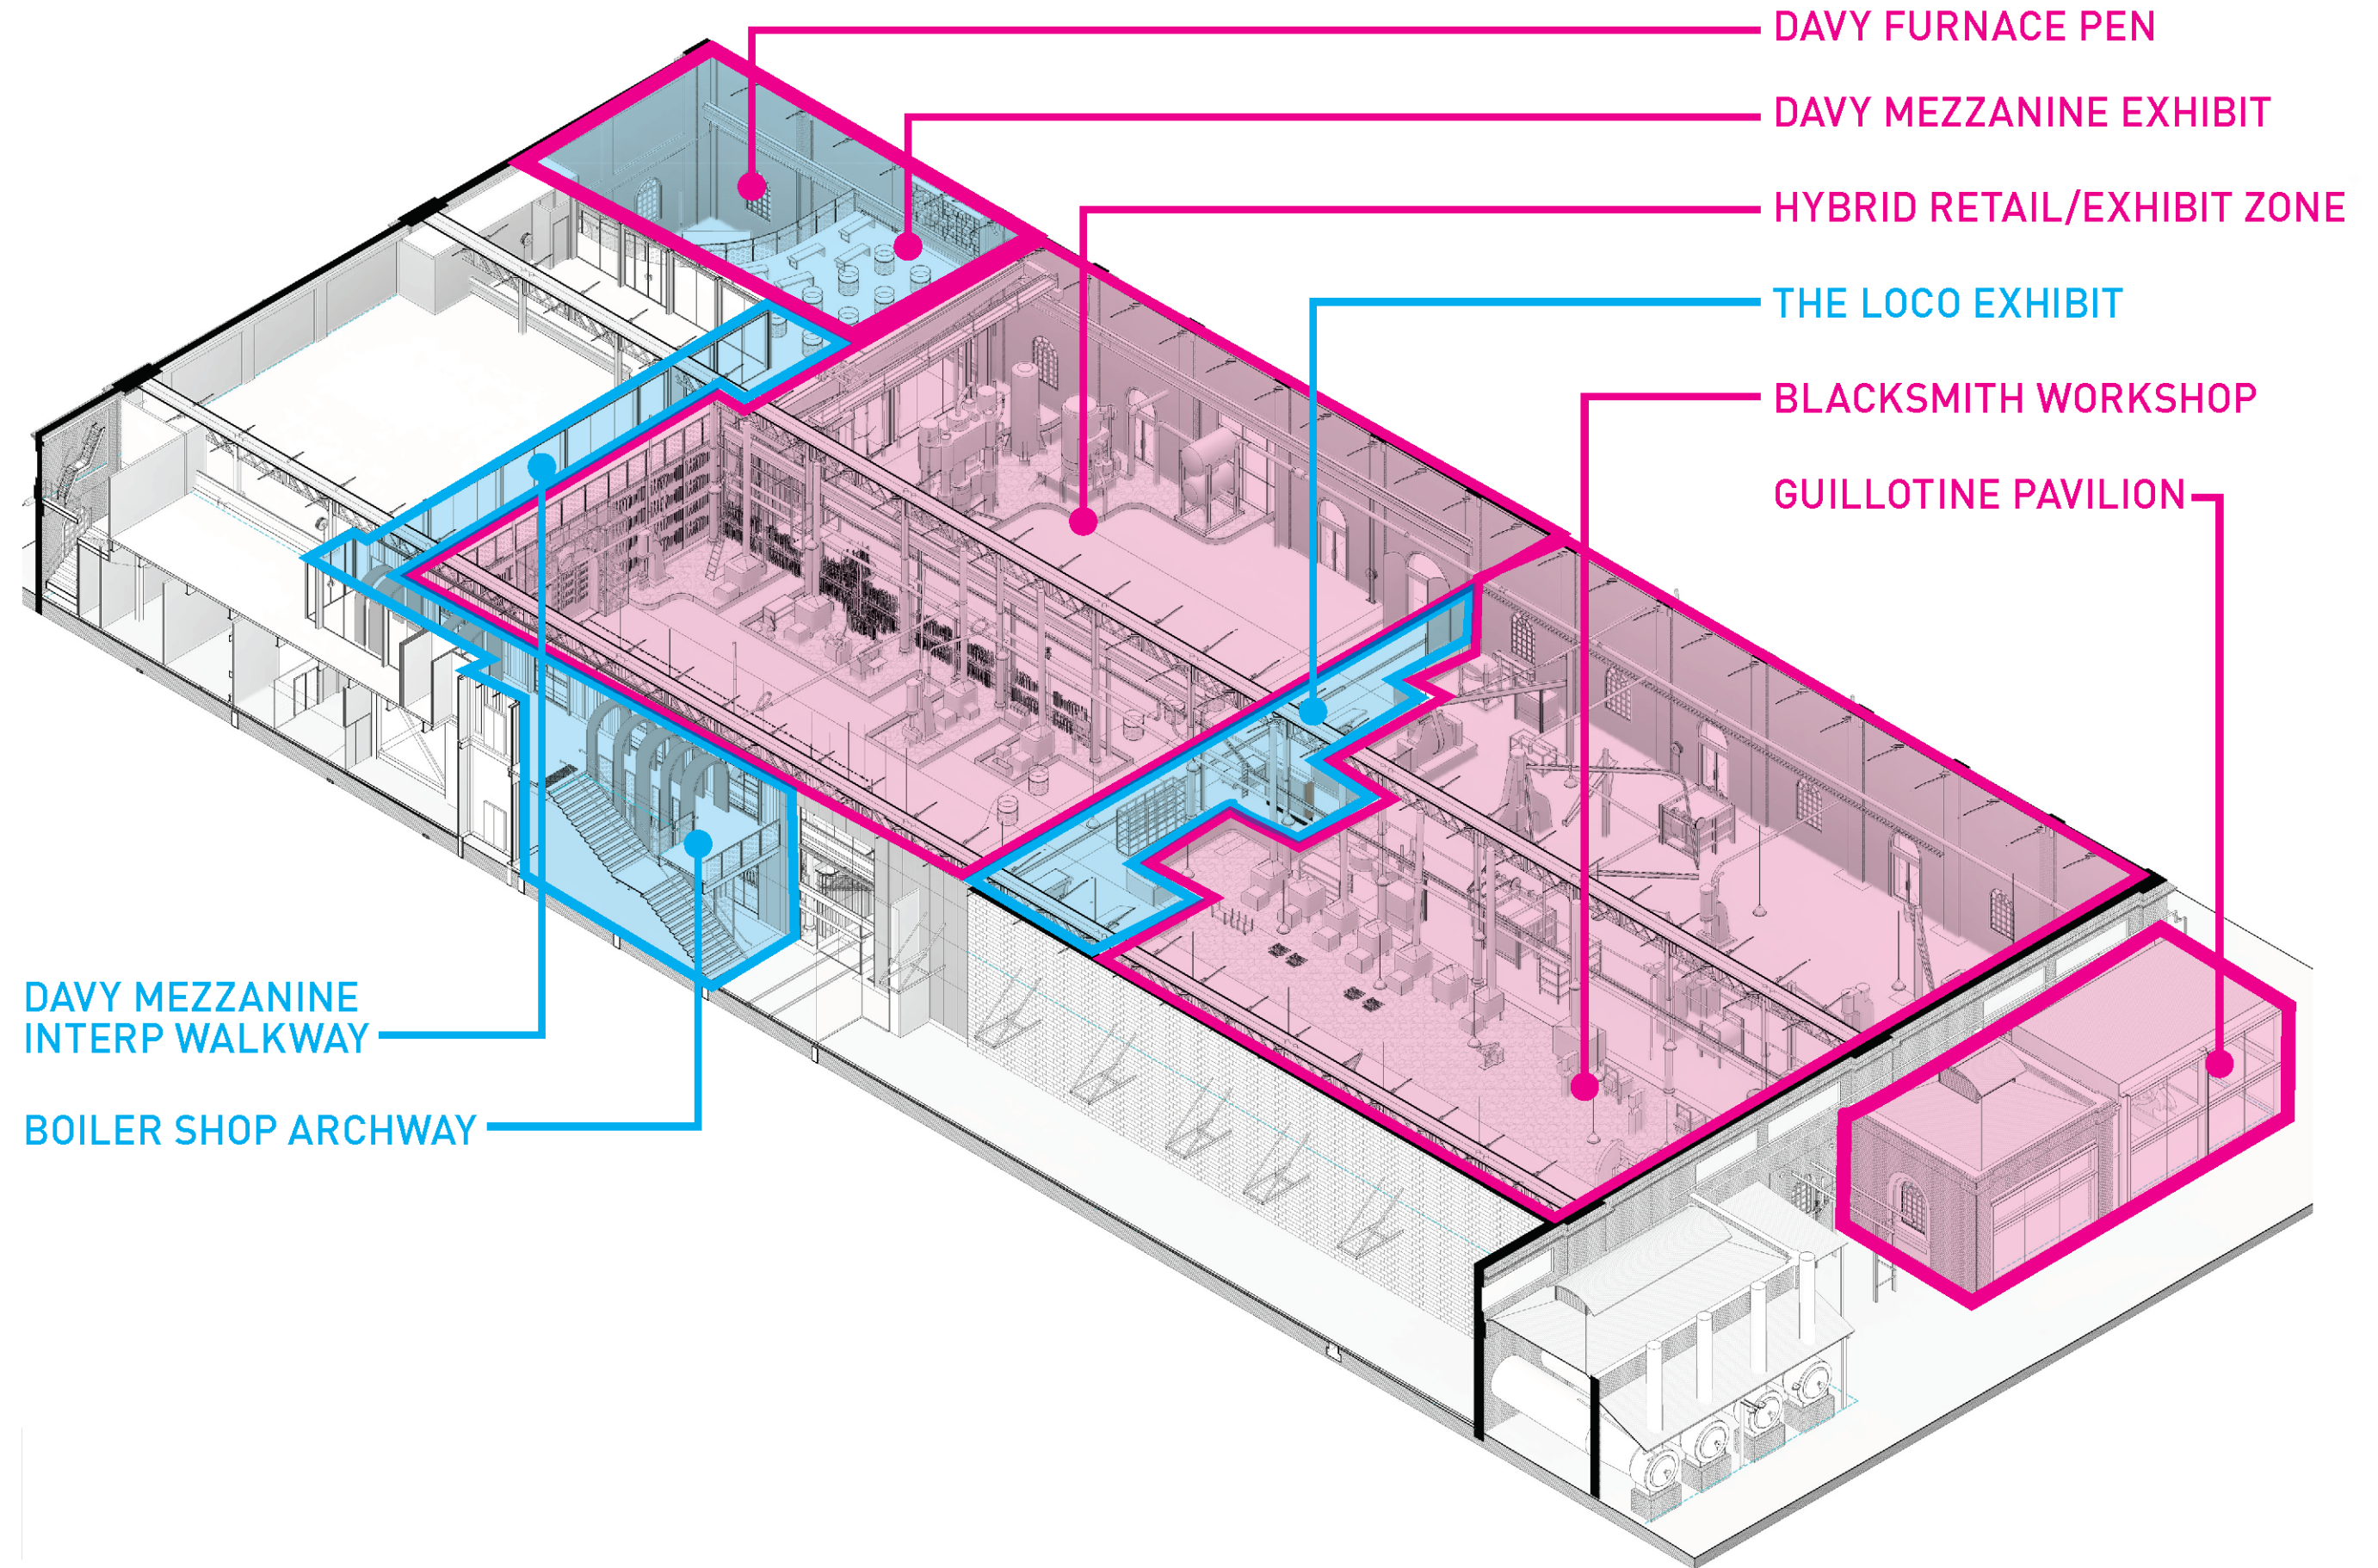 DAVY FURNACE PEN
DAVY MEZZANINE EXHIBIT
HYBRID RETAIL/EXHIBIT ZONE
THE LOCO EXHIBIT
BLACKSMITH WORKSHOP
GUILLOTINE PAVILION
DAVY MEZZANINE
INTERP WALKWAY
BOILER SHOP ARCHWAY